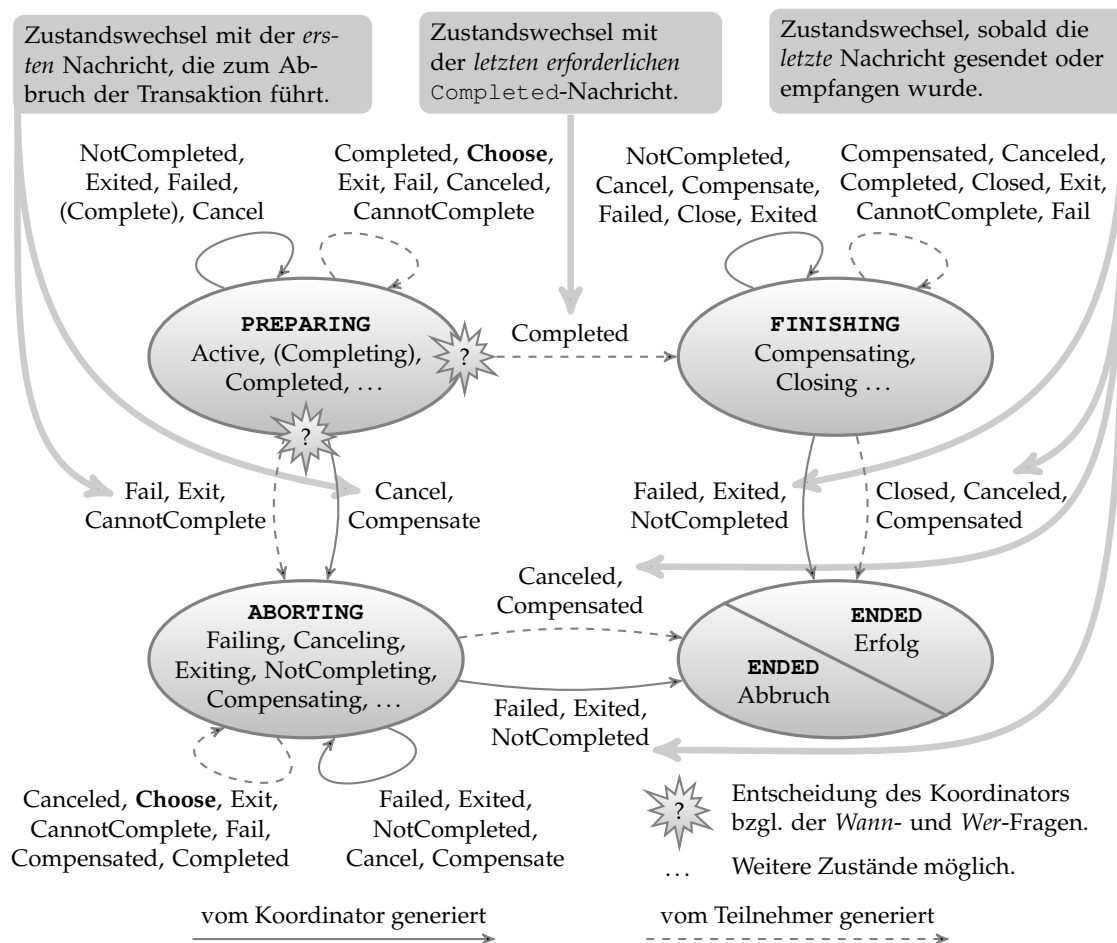 Zustandswechsel mit der ers-
ten Nachricht, die zum Ab-
bruch der Transaktion führt.
Zustandswechsel mit
der letzten erforderlichen
Completed-Nachricht.
Zustandswechsel, sobald die
letzte Nachricht gesendet oder
empfangen wurde.
NotCompleted,
Exited, Failed,
(Complete), Cancel
Completed, Choose,
Exit, Fail, Canceled,
CannotComplete
NotCompleted,
Cancel, Compensate,
Failed, Close, Exited
Compensated, Canceled,
Completed, Closed, Exit,
CannotComplete, Fail
PREPARING
Active, (Completing),
Completed, ...
?
Completed
FINISHING
Compensating,
Closing ...
?
Fail, Exit,
CannotComplete
Cancel,
Compensate
Failed, Exited,
NotCompleted
Closed, Canceled,
Compensated
ABORTING
Failing, Canceling,
Exiting, NotCompleting,
Compensating, ...
Canceled,
Compensated
ENDED
Erfolg
ENDED
Abbruch
Failed, Exited,
NotCompleted
Canceled, Choose, Exit,
CannotComplete, Fail,
Compensated, Completed
Failed, Exited,
NotCompleted,
Cancel, Compensate
?
Entscheidung des Koordinators
bzgl. der Wann- und Wer-Fragen.
... Weitere Zustände möglich.
vom Koordinator generiert
vom Teilnehmer generiert